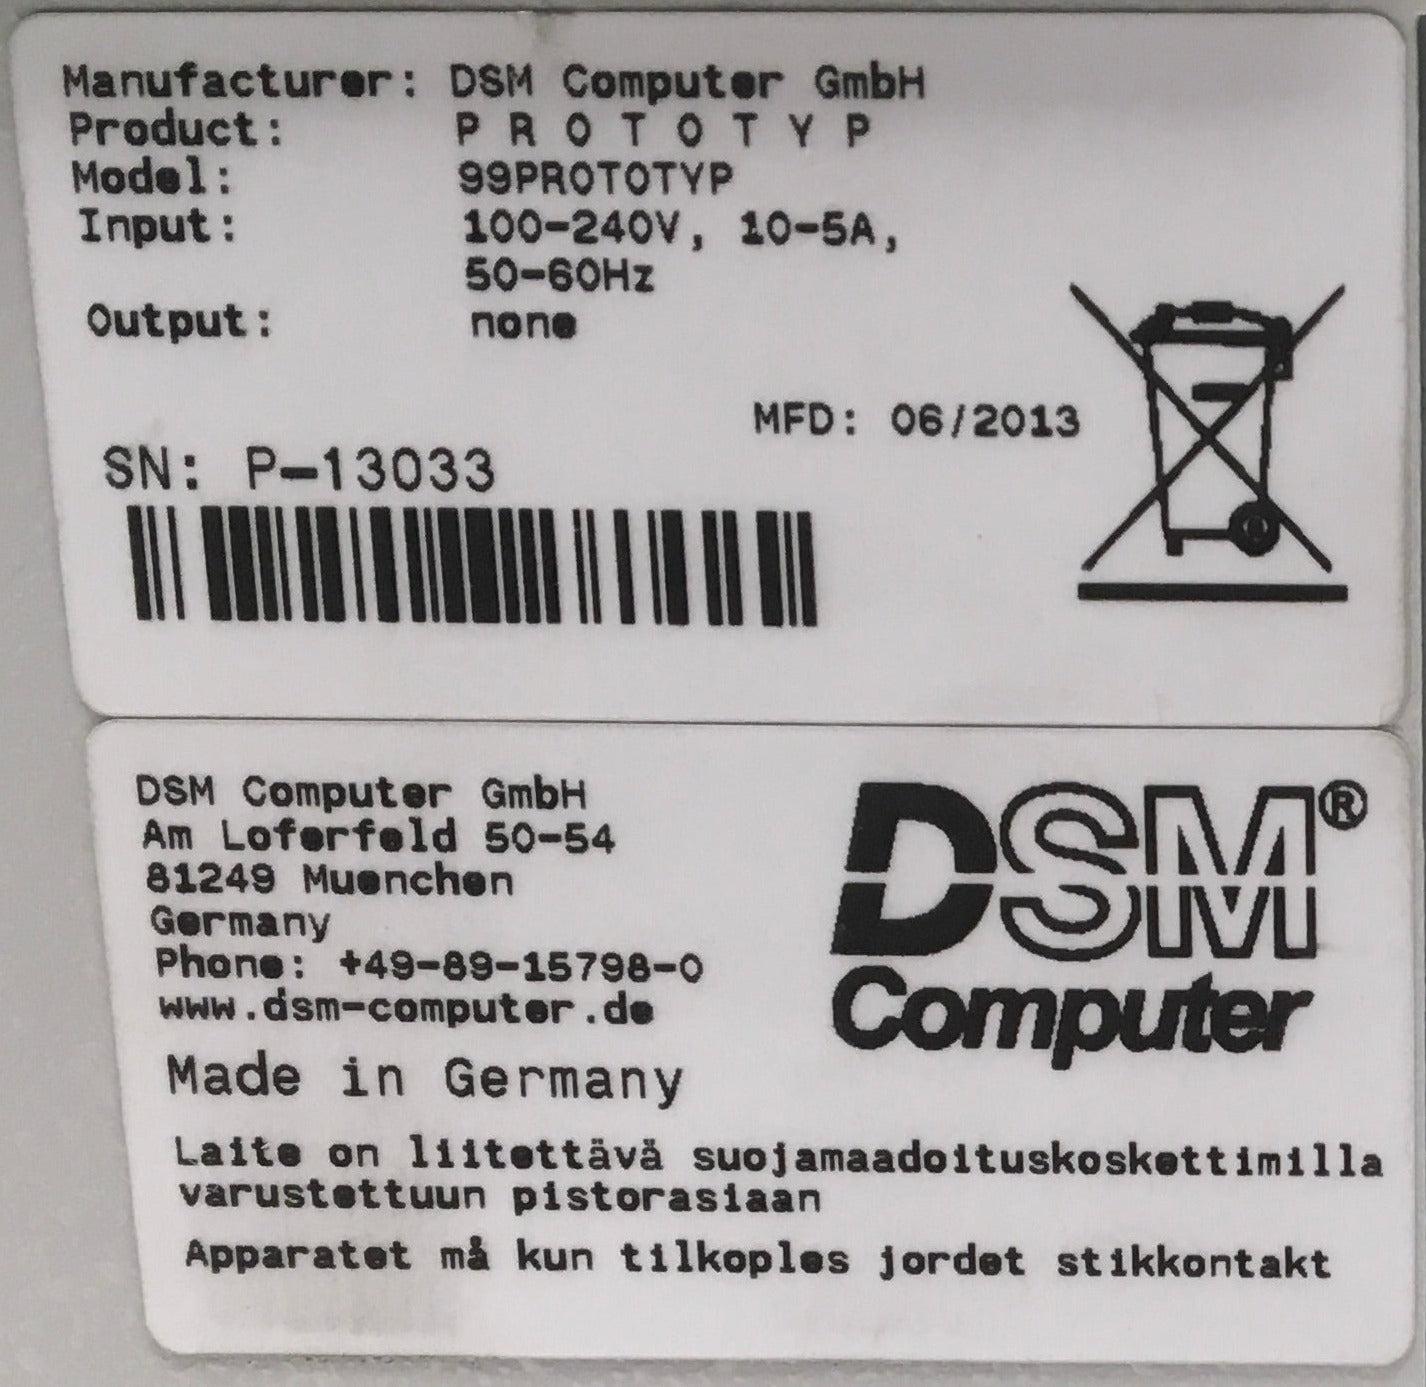 Manufacturer: DSM Computer GmbH
Product: P R O T O T Y P
Model: 99PROTOTYP
Input: 100-240V, 10-5A,
50-60Hz
Output: none
MFD: 06/2013
SN: P-13033
DSM Computer GmbH
Am Loferfeld 50-54
81249 Muenchen
Germany
Phone: +49-89-15798-0
www.dsm-computer.de
DSM®
Computer
Made in Germany
Laite on liitettävä suojamaadoituskoskettimilla
varustettuun pistorasiaan
Apparatet må kun tilkoples jordet stikkontakt